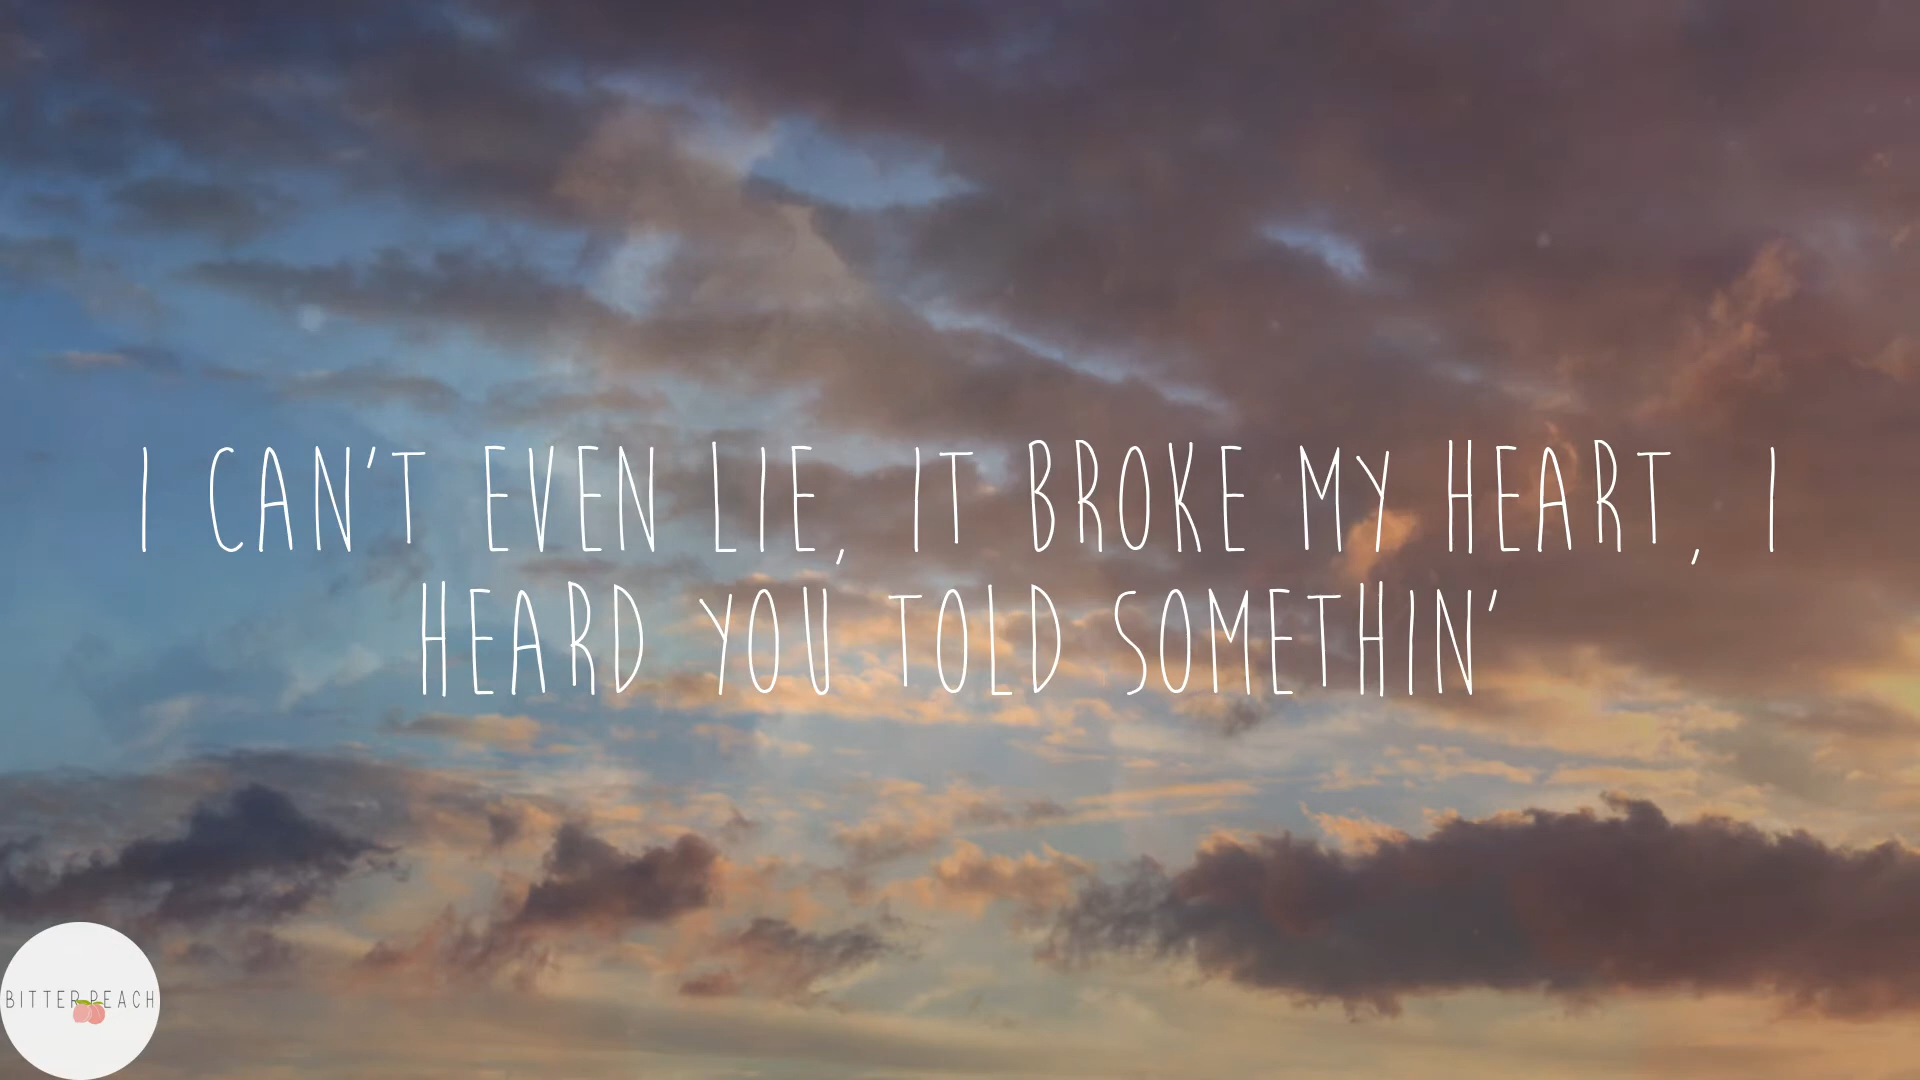 I CAN'T EVEN LIE, IT BROKE MY HEART, I
HEARD YOU TOLD SOMETHIN'
BITTER PEACH